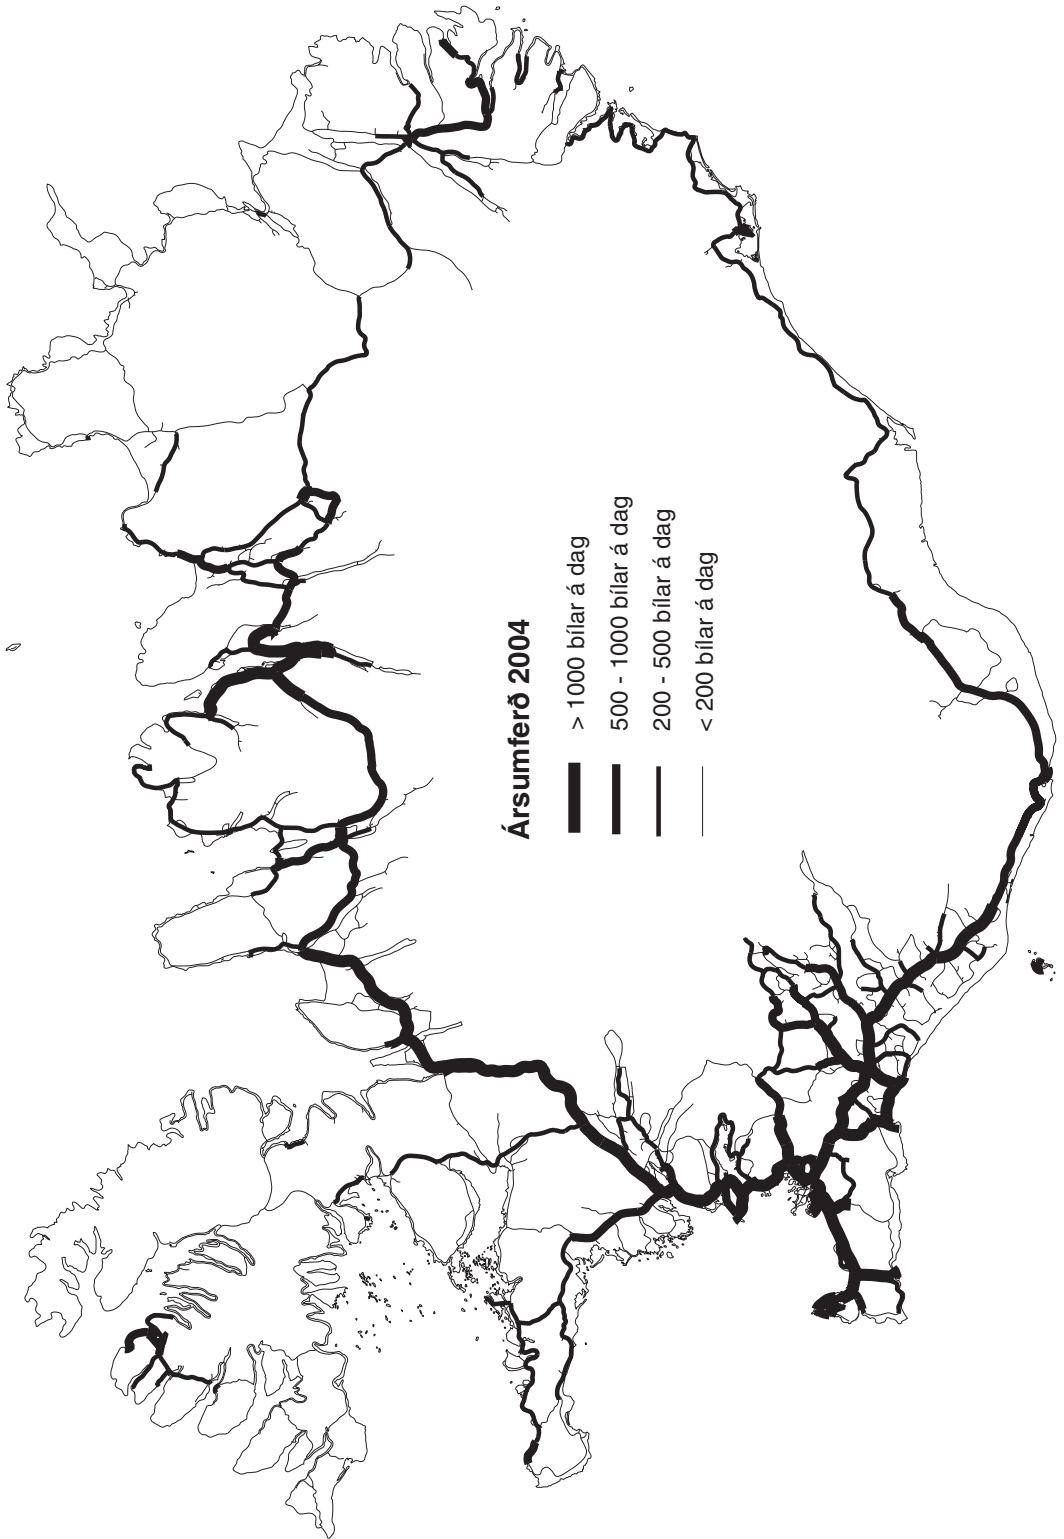 Ársumferð 2004
> 1000 bílar á dag
500 - 1000 bílar á dag
200 - 500 bílar á dag
< 200 bílar á dag